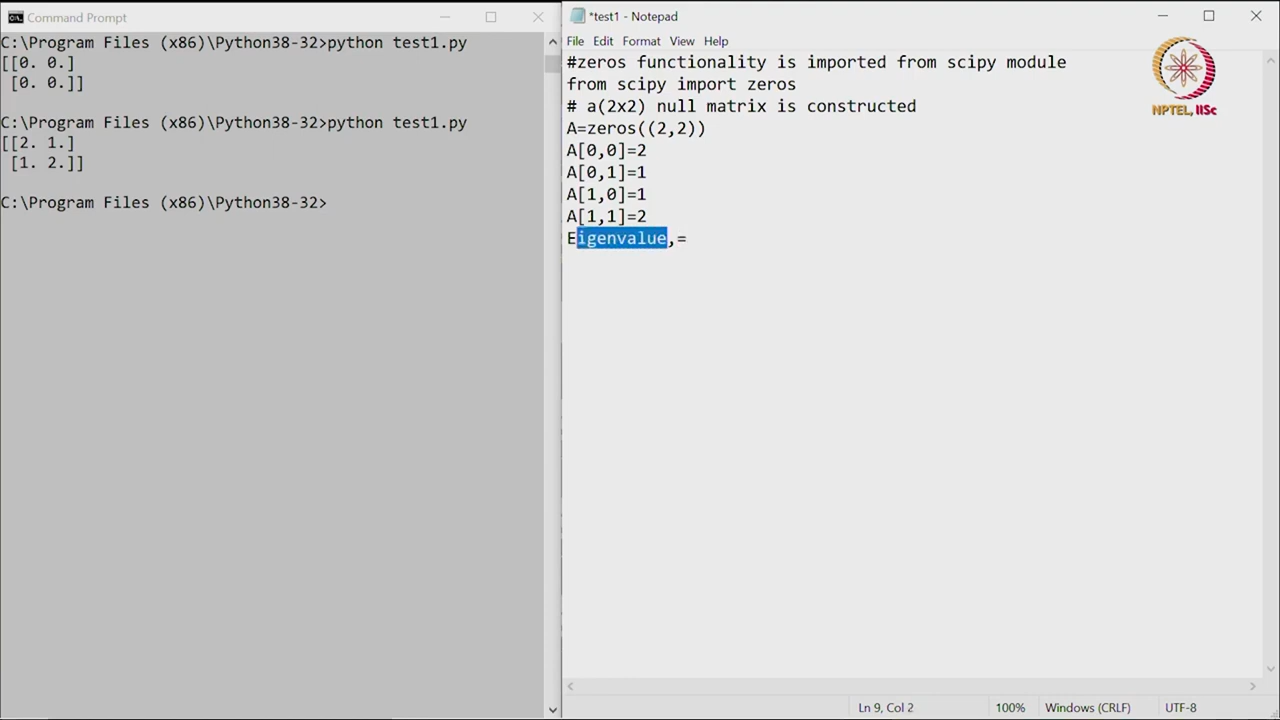 Command Prompt
C:\Program Files (x86)\Python38-32>python test1.py
[[0. 0.]
[0. 0.]]
C:\Program Files (x86)\Python38-32>python test1.py
[[2. 1.]
[1. 2.]]
C:\Program Files (x86)\Python38-32>
*test1 - Notepad
File Edit Format View Help
#zeros functionality is imported from scipy module
from scipy import zeros
# a(2x2) null matrix is constructed
A=zeros((2,2))
A[0,0]=2
A[0,1]=1
A[1,0]=1
A[1,1]=2
Eigenvalue,=
NPTEL, IISc
Ln 9, Col 2
100%
Windows (CRLF)
UTF-8